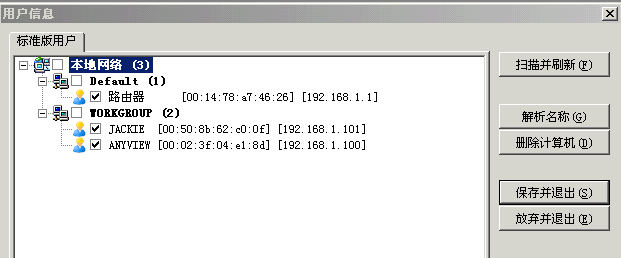 用户信息
标准版用户
本地网络 (3)
Default (1)
路由器 [00:14:78:a7:46:26] [192.168.1.1]
WORKGROUP (2)
JACKIE [00:50:8b:62:c0:0f] [192.168.1.101]
ANYVIEW [00:02:3f:04:e1:8d] [192.168.1.100]
扫描并刷新(F)
解析名称(G)
删除计算机(D)
保存并退出(S)
放弃并退出(E)